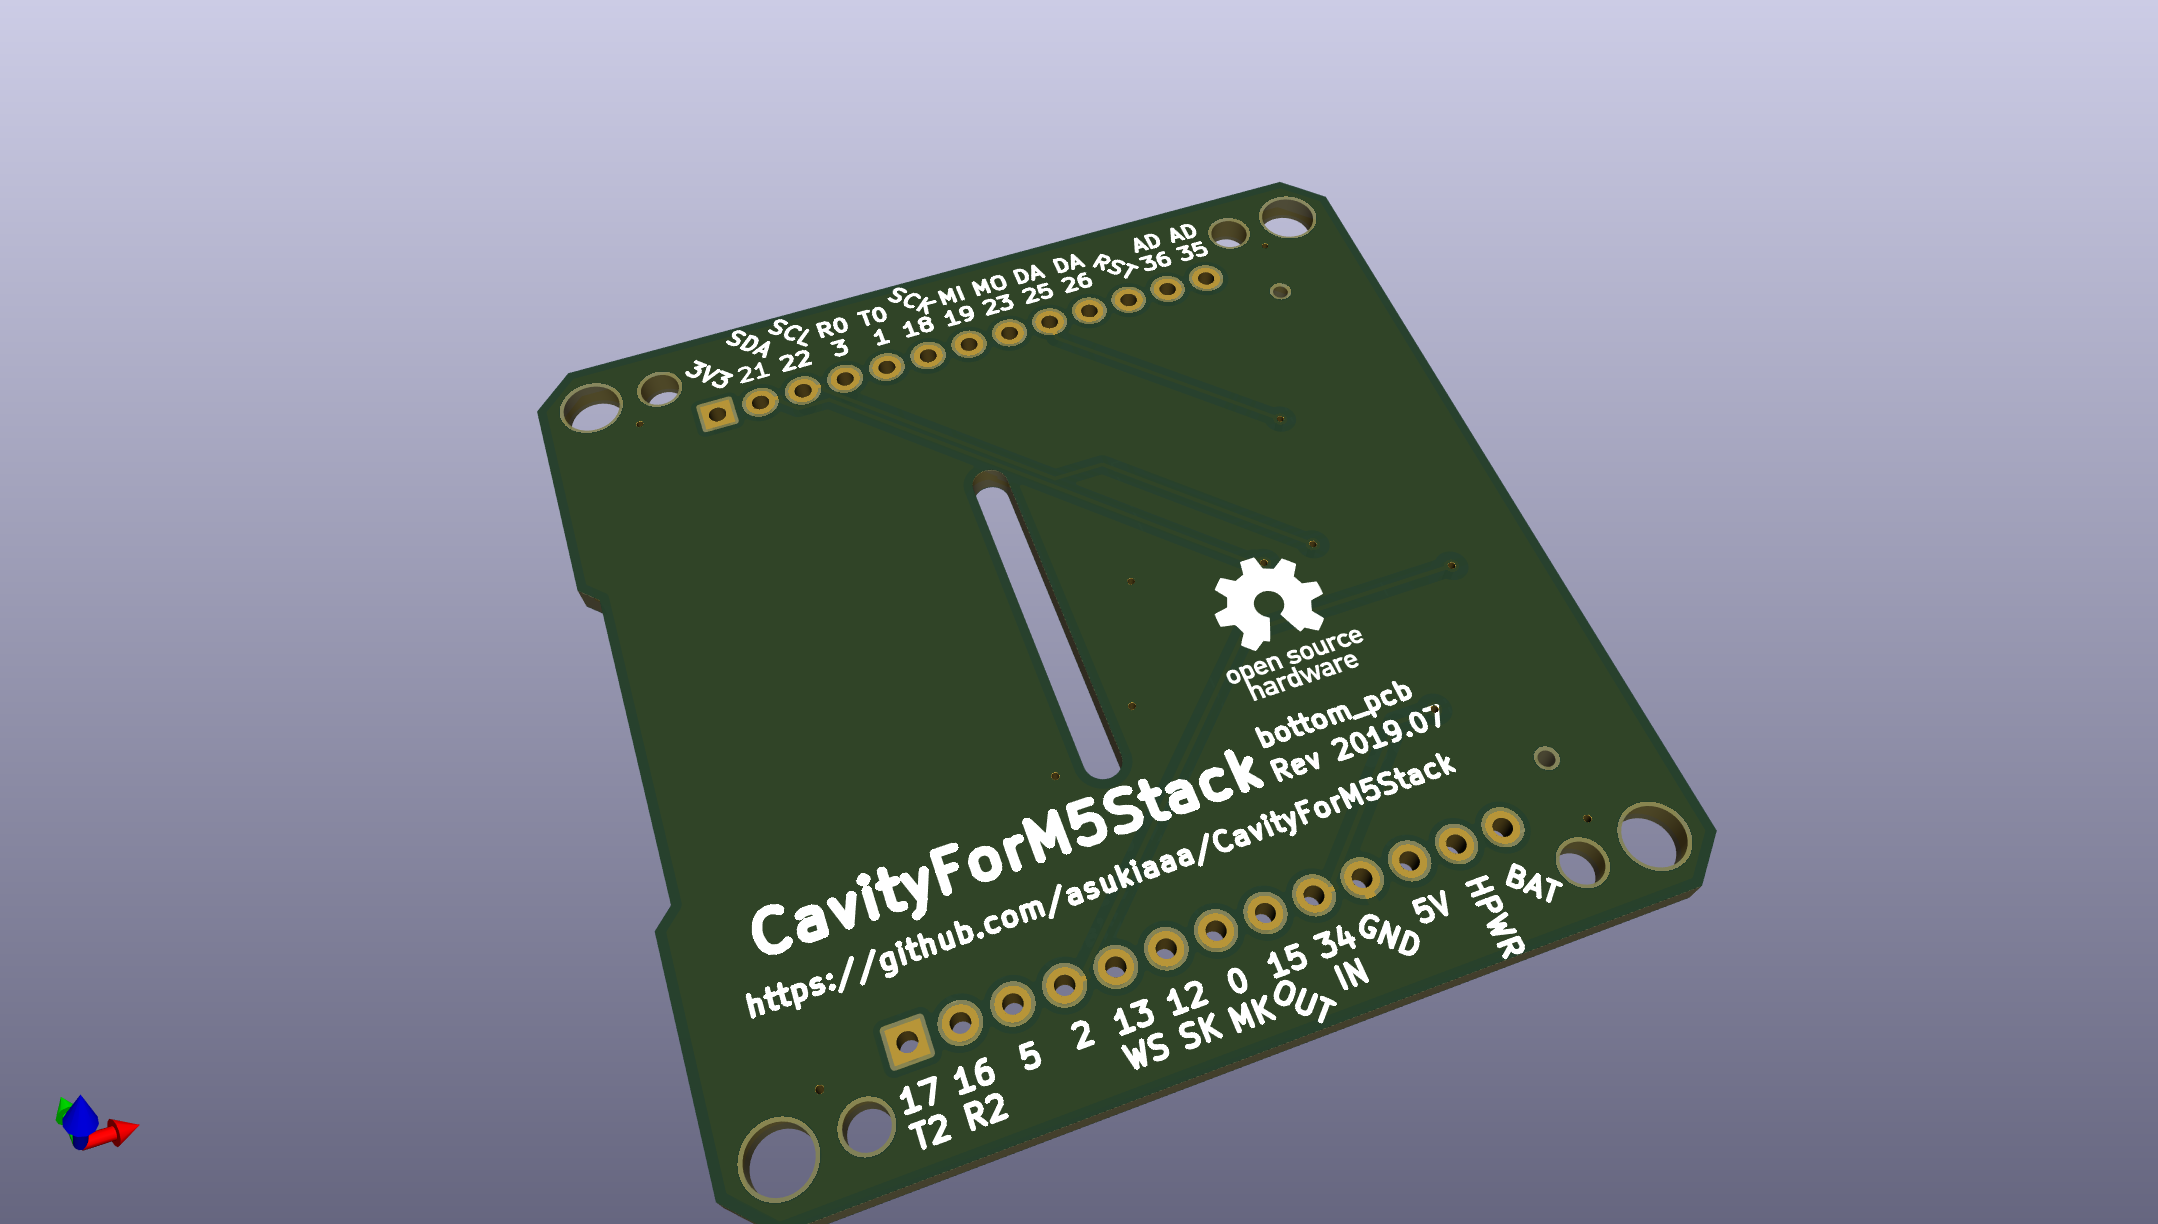 SDA SCL R0 T0 SCK MI MO DA DA RST AD AD
3V3 21 22 3 1 18 19 23 25 26 36 35
open source
hardware
bottom_pcb
Rev 2019.07
CavityForM5Stack
https://github.com/asukiaaa/CavityForM5Stack
17 16 5 2 13 12 0 15 34 GND 5V HPWR BAT
T2 R2 WS SK MK OUT IN